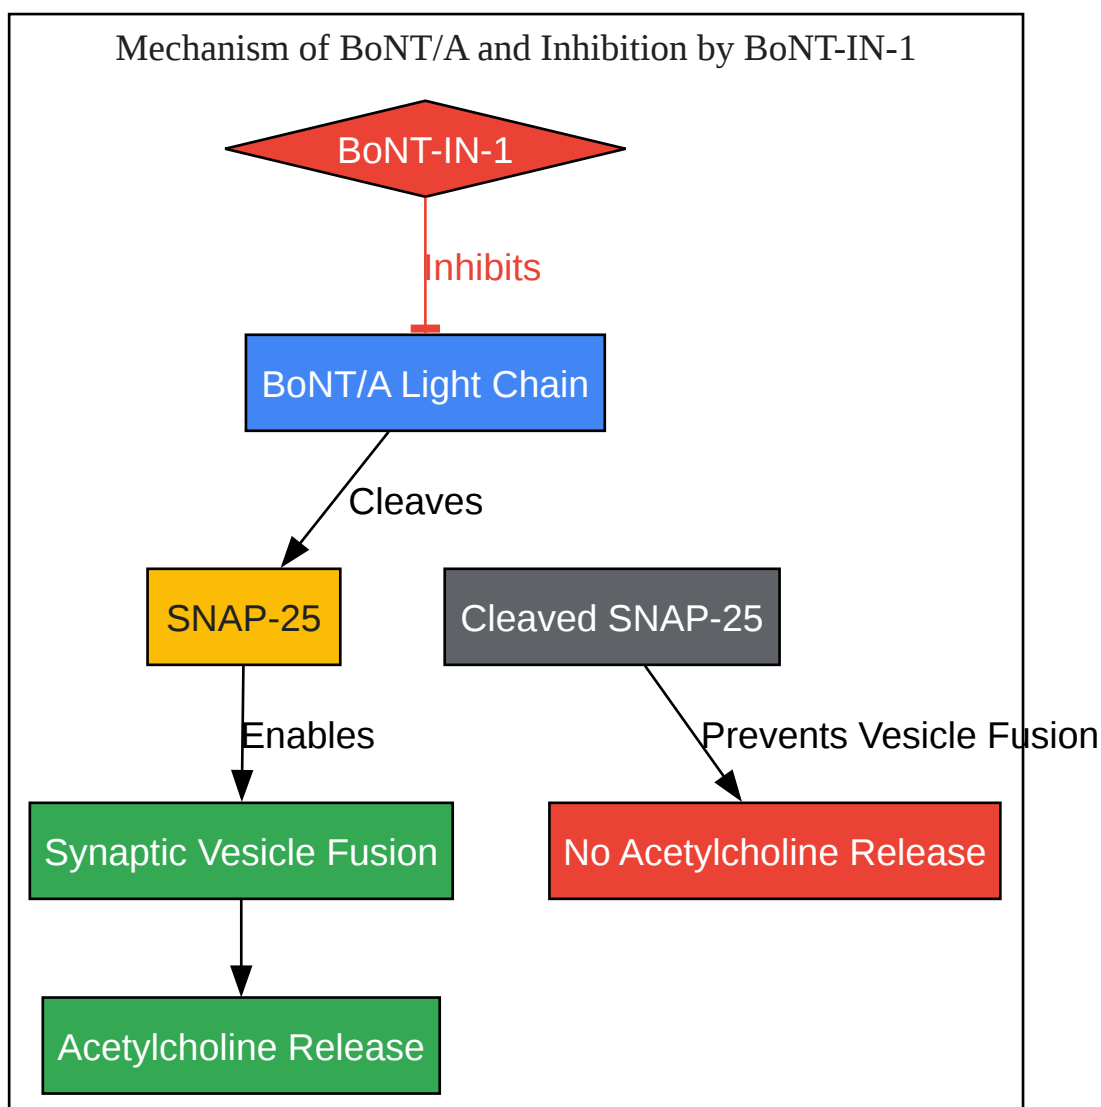 Mechanism of BoNT/A and Inhibition by BoNT-IN-1
BoNT-IN-1
Inhibits
BoNT/A Light Chain
Cleaves
SNAP-25
Cleaved SNAP-25
Enables
Prevents Vesicle Fusion
Synaptic Vesicle Fusion
No Acetylcholine Release
Acetylcholine Release